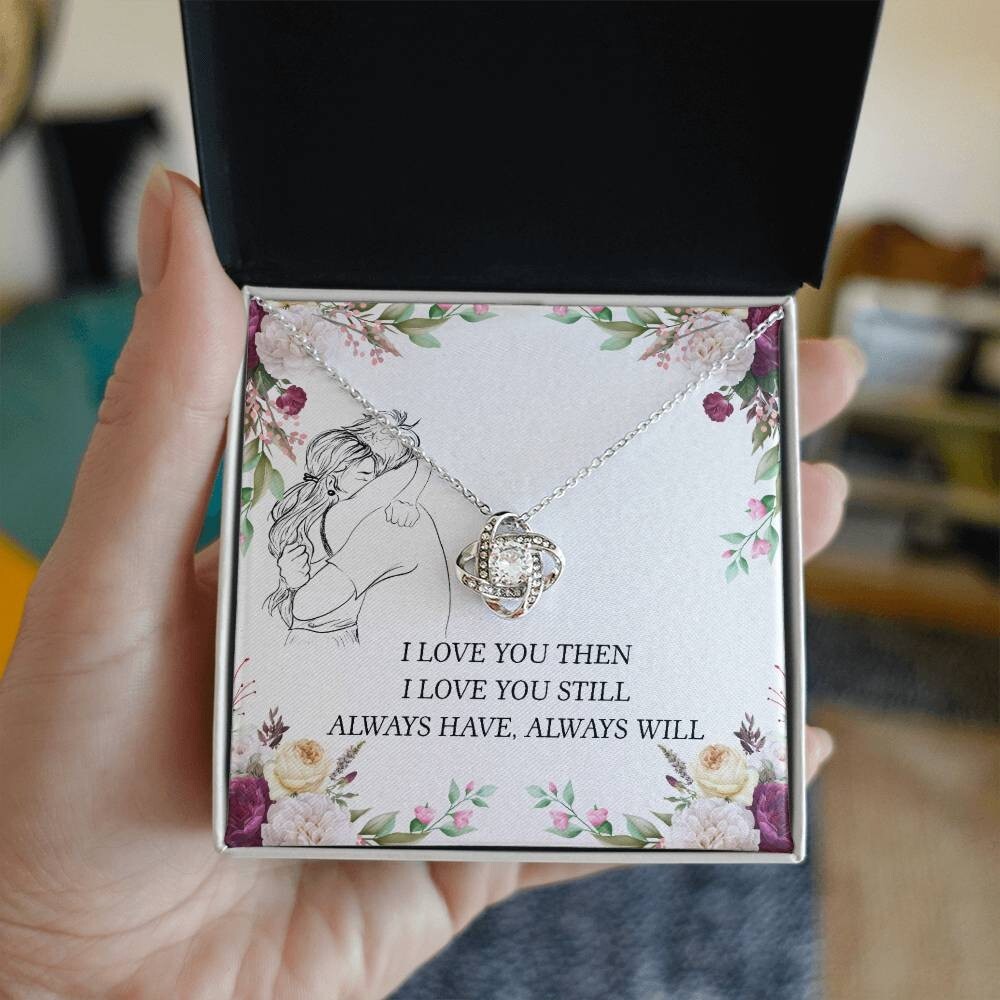 I LOVE YOU THEN
I LOVE YOU STILL
ALWAYS HAVE, ALWAYS WILL